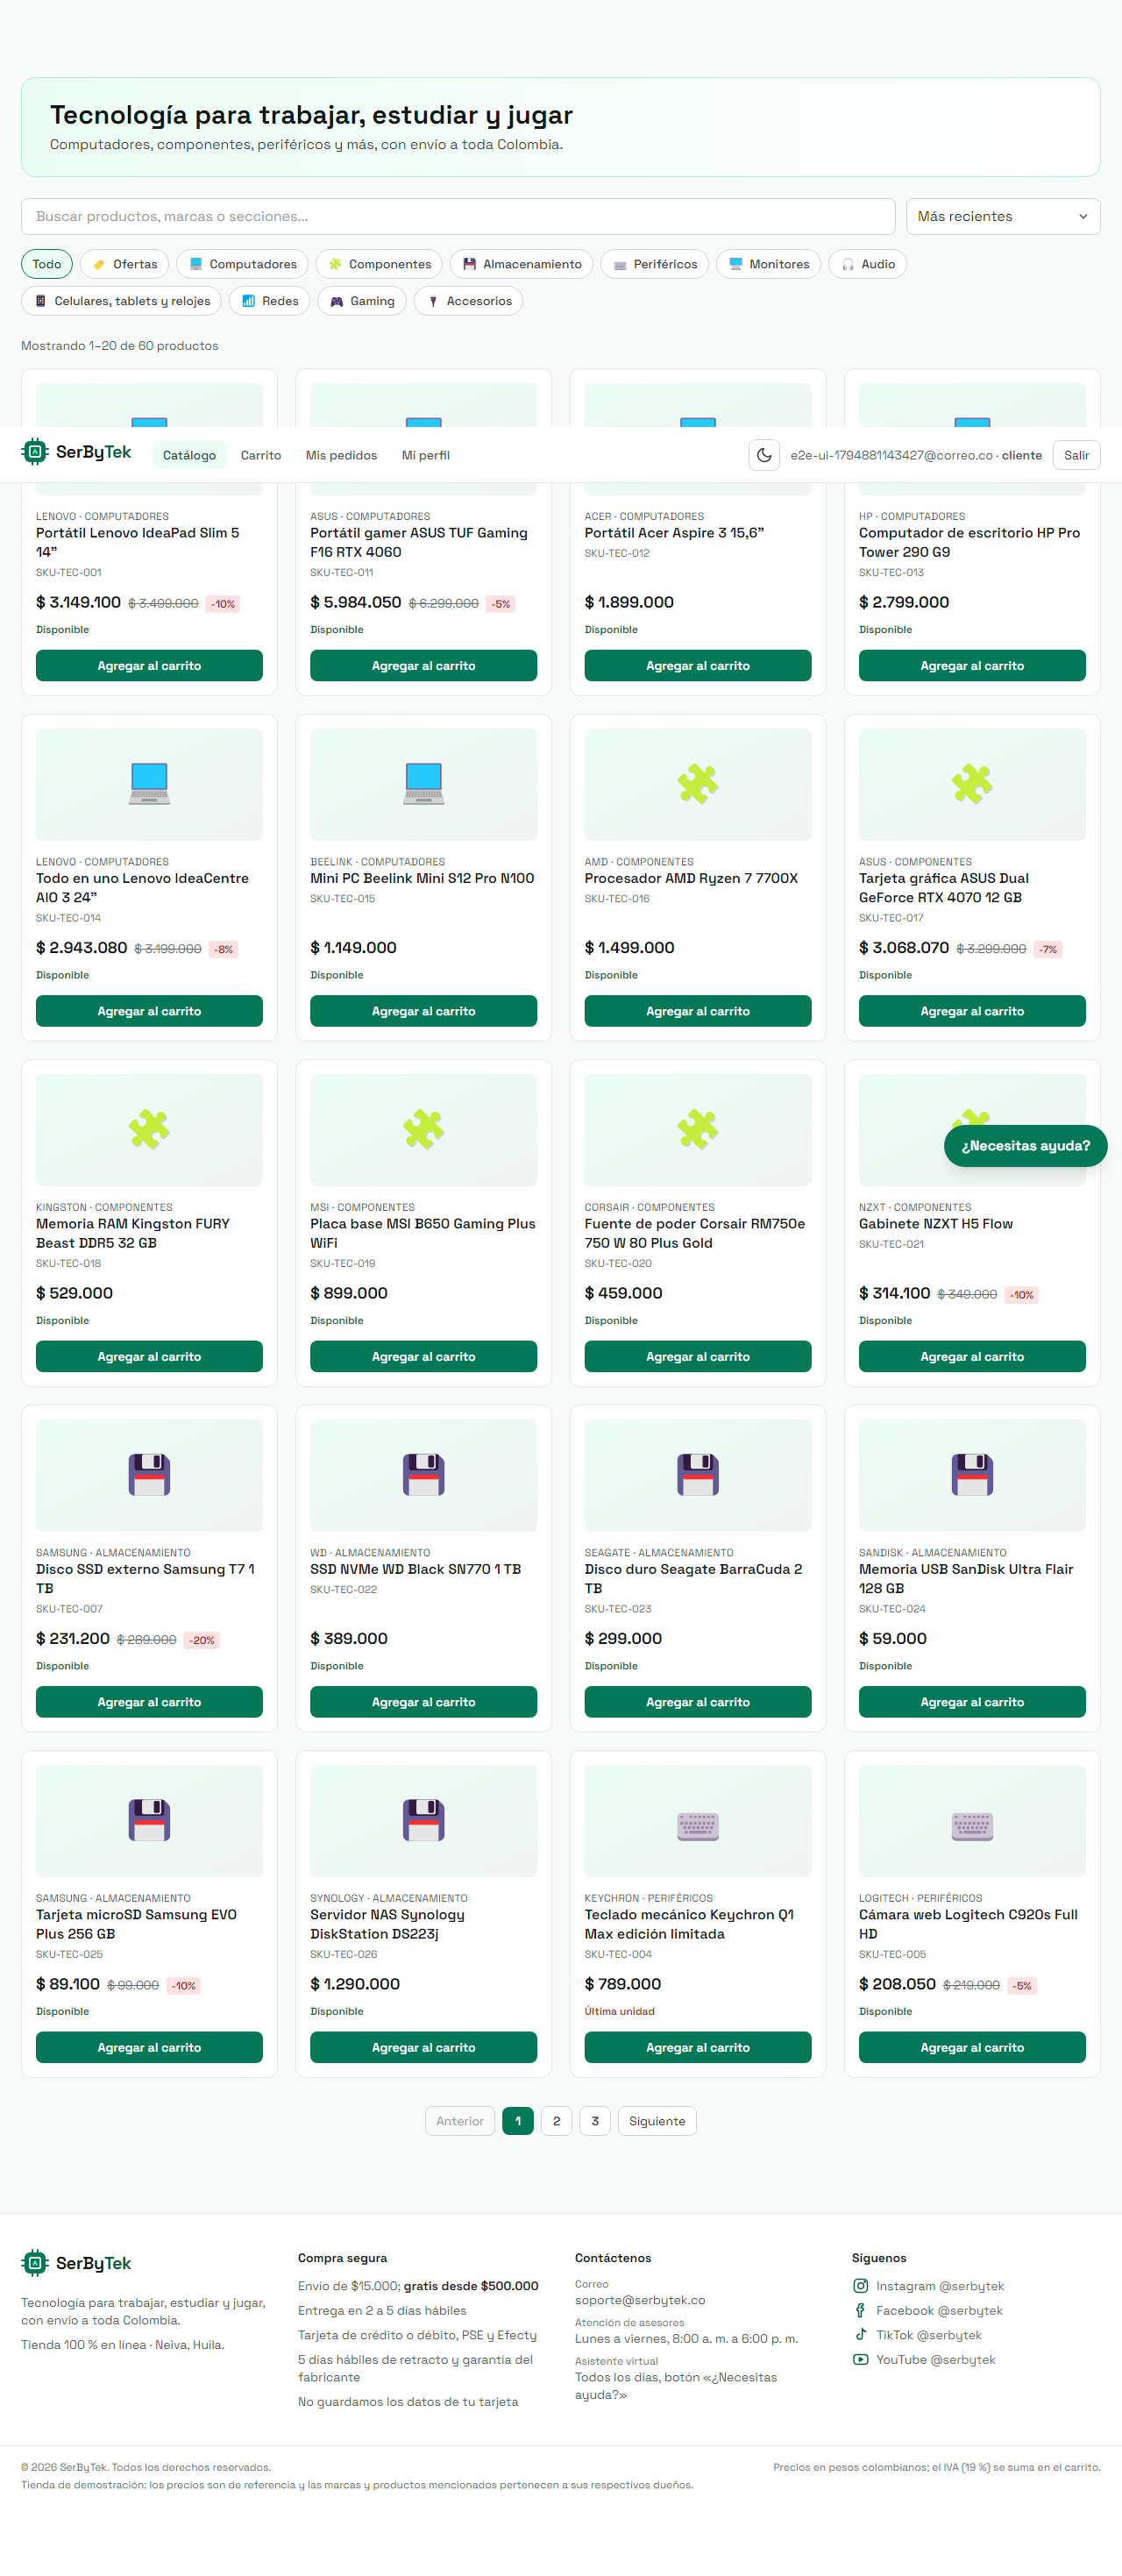 Tecnología para trabajar, estudiar y jugar
Computadores, componentes, periféricos y más, con envío a toda Colombia.
Buscar productos, marcas o secciones...
Más recientes
Todo
Ofertas
Computadores
Componentes
Almacenamiento
Periféricos
Monitores
Audio
Celulares, tablets y relojes
Redes
Gaming
Accesorios
Mostrando 1–20 de 60 productos
SerByTek
Catálogo
Carrito
Mis pedidos
Mi perfil
e2e-ui-1794881143427@correo.co · cliente
Salir
LENOVO · COMPUTADORES
Portátil Lenovo IdeaPad Slim 5
14”
SKU-TEC-001
$ 3.149.100 $ 3.499.000 -10%
Disponible
Agregar al carrito
ASUS · COMPUTADORES
Portátil gamer ASUS TUF Gaming
F16 RTX 4060
SKU-TEC-011
$ 5.984.050 $ 6.299.000 -5%
Disponible
Agregar al carrito
ACER · COMPUTADORES
Portátil Acer Aspire 3 15,6”
SKU-TEC-012
$ 1.899.000
Disponible
Agregar al carrito
HP · COMPUTADORES
Computador de escritorio HP Pro
Tower 290 G9
SKU-TEC-013
$ 2.799.000
Disponible
Agregar al carrito
LENOVO · COMPUTADORES
Todo en uno Lenovo IdeaCentre
AIO 3 24”
SKU-TEC-014
$ 2.943.080 $ 3.199.000 -8%
Disponible
Agregar al carrito
BEELINK · COMPUTADORES
Mini PC Beelink Mini S12 Pro N100
SKU-TEC-015
$ 1.149.000
Disponible
Agregar al carrito
AMD · COMPONENTES
Procesador AMD Ryzen 7 7700X
SKU-TEC-016
$ 1.499.000
Disponible
Agregar al carrito
ASUS · COMPONENTES
Tarjeta gráfica ASUS Dual
GeForce RTX 4070 12 GB
SKU-TEC-017
$ 3.068.070 $ 3.299.000 -7%
Disponible
Agregar al carrito
¿Necesitas ayuda?
KINGSTON · COMPONENTES
Memoria RAM Kingston FURY
Beast DDR5 32 GB
SKU-TEC-018
$ 529.000
Disponible
Agregar al carrito
MSI · COMPONENTES
Placa base MSI B650 Gaming Plus
WiFi
SKU-TEC-019
$ 899.000
Disponible
Agregar al carrito
CORSAIR · COMPONENTES
Fuente de poder Corsair RM750e
750 W 80 Plus Gold
SKU-TEC-020
$ 459.000
Disponible
Agregar al carrito
NZXT · COMPONENTES
Gabinete NZXT H5 Flow
SKU-TEC-021
$ 314.100 $ 349.000 -10%
Disponible
Agregar al carrito
SAMSUNG · ALMACENAMIENTO
Disco SSD externo Samsung T7 1
TB
SKU-TEC-007
$ 231.200 $ 289.000 -20%
Disponible
Agregar al carrito
WD · ALMACENAMIENTO
SSD NVMe WD Black SN770 1 TB
SKU-TEC-022
$ 389.000
Disponible
Agregar al carrito
SEAGATE · ALMACENAMIENTO
Disco duro Seagate BarraCuda 2
TB
SKU-TEC-023
$ 299.000
Disponible
Agregar al carrito
SANDISK · ALMACENAMIENTO
Memoria USB SanDisk Ultra Flair
128 GB
SKU-TEC-024
$ 59.000
Disponible
Agregar al carrito
SAMSUNG · ALMACENAMIENTO
Tarjeta microSD Samsung EVO
Plus 256 GB
SKU-TEC-025
$ 89.100 $ 99.000 -10%
Disponible
Agregar al carrito
SYNOLOGY · ALMACENAMIENTO
Servidor NAS Synology
DiskStation DS223j
SKU-TEC-026
$ 1.290.000
Disponible
Agregar al carrito
KEYCHRON · PERIFÉRICOS
Teclado mecánico Keychron Q1
Max edición limitada
SKU-TEC-004
$ 789.000
Última unidad
Agregar al carrito
LOGITECH · PERIFÉRICOS
Cámara web Logitech C920s Full
HD
SKU-TEC-005
$ 208.050 $ 219.000 -5%
Disponible
Agregar al carrito
Anterior
1
2
3
Siguiente
SerByTek
Tecnología para trabajar, estudiar y jugar,
con envío a toda Colombia.
Tienda 100 % en línea · Neiva, Huila.
Compra segura
Envío de $15.000; gratis desde $500.000
Entrega en 2 a 5 días hábiles
Tarjeta de crédito o débito, PSE y Efecty
5 días hábiles de retracto y garantía del
fabricante
No guardamos los datos de tu tarjeta
Contáctenos
Correo
soporte@serbytek.co
Atención de asesores
Lunes a viernes, 8:00 a. m. a 6:00 p. m.
Asistente virtual
Todos los días, botón «¿Necesitas
ayuda?»
Síguenos
Instagram @serbytek
Facebook @serbytek
TikTok @serbytek
YouTube @serbytek
© 2026 SerByTek. Todos los derechos reservados.
Precios en pesos colombianos; el IVA (19 %) se suma en el carrito.
Tienda de demostración: los precios son de referencia y las marcas y productos mencionados pertenecen a sus respectivos dueños.